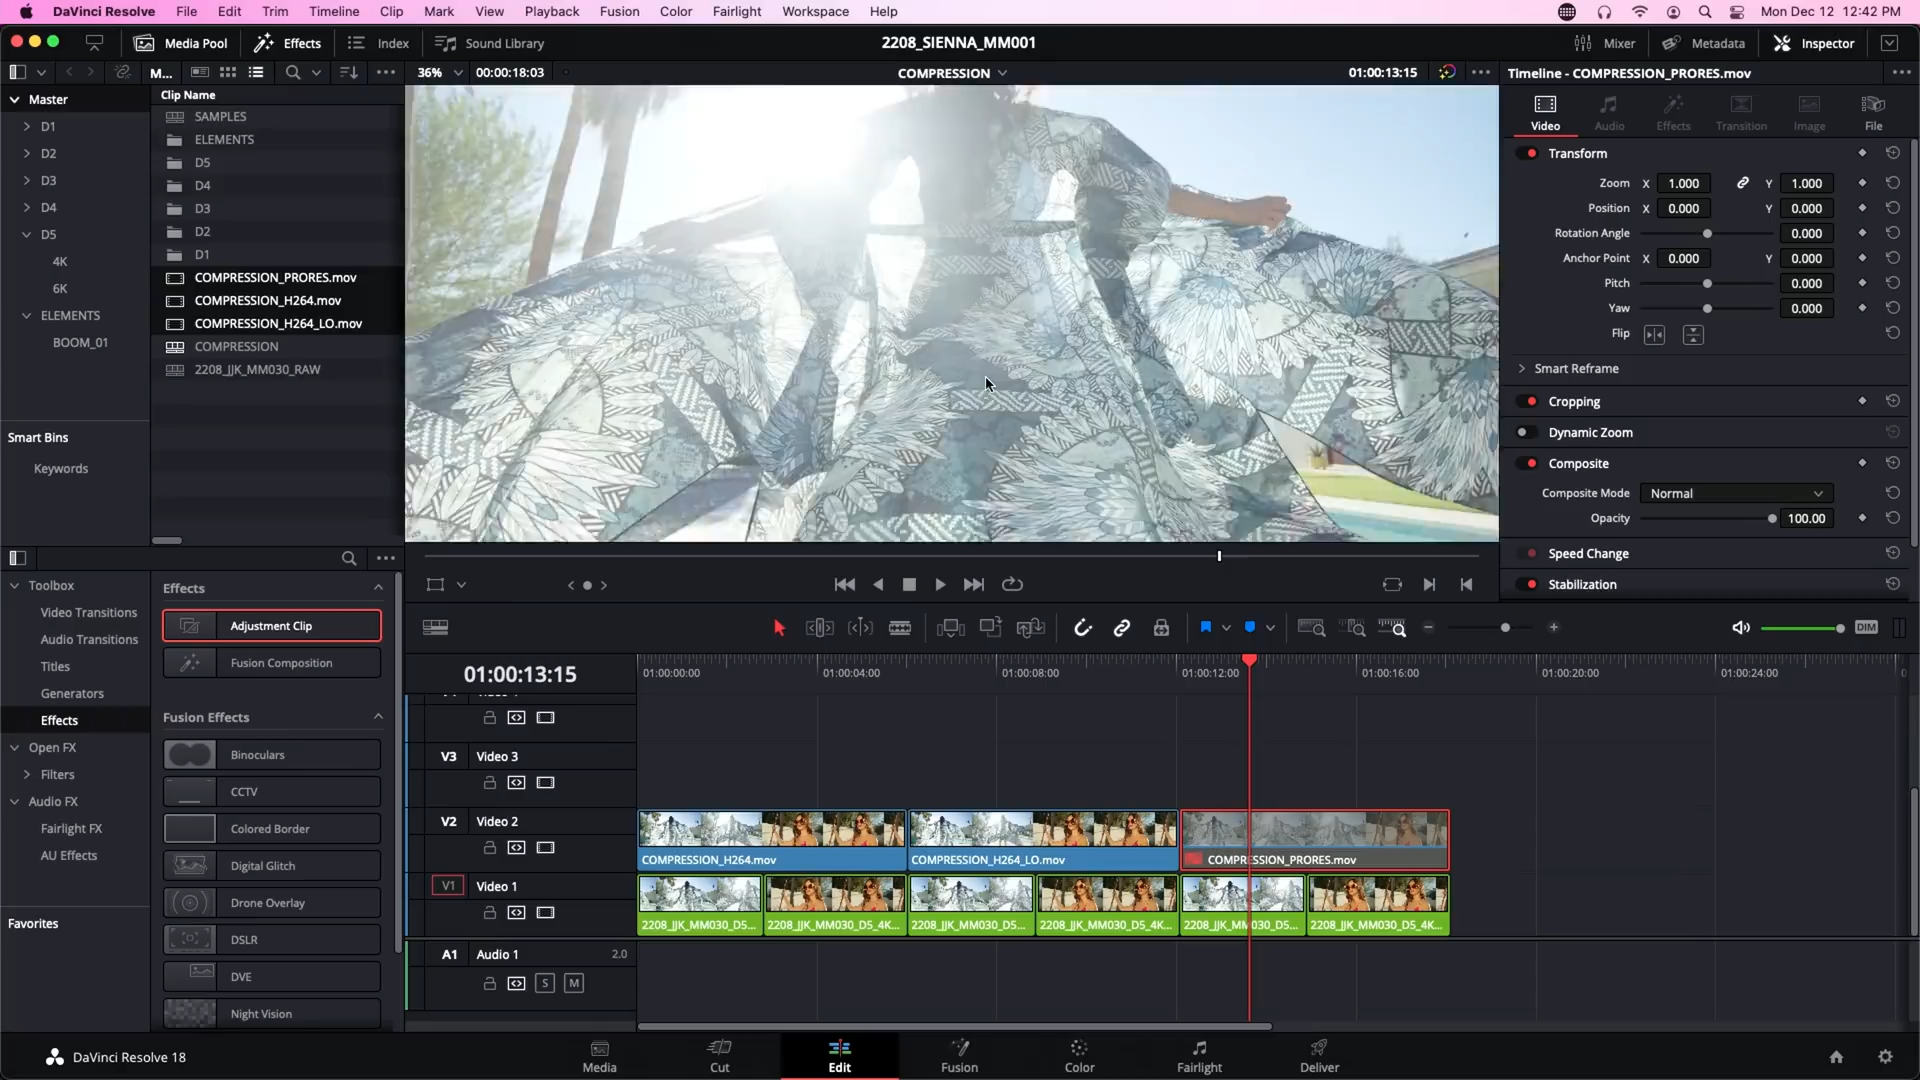 DaVinci Resolve File Edit Trim Timeline Clip Mark View Playback Fusion Color Fairlight Workspace Help Mon Dec 12 12:42 PM
Media Pool Effects Index Sound Library 2208_SIENNA_MM001 Mixer Metadata Inspector
M... 36% 00:00:18:03 COMPRESSION 01:00:13:15 Timeline - COMPRESSION_PRORES.mov
Master
D1
D2
D3
D4
D5
4K
6K
ELEMENTS
BOOM_01
Smart Bins
Keywords
Clip Name
SAMPLES
ELEMENTS
D5
D4
D3
D2
D1
COMPRESSION_PRORES.mov
COMPRESSION_H264.mov
COMPRESSION_H264_LO.mov
COMPRESSION
2208_JJK_MM030_RAW
Video Audio Effects Transition Image File
Transform
Zoom X 1.000 Y 1.000
Position X 0.000 Y 0.000
Rotation Angle 0.000
Anchor Point X 0.000 Y 0.000
Pitch 0.000
Yaw 0.000
Flip
Smart Reframe
Cropping
Dynamic Zoom
Composite
Composite Mode Normal
Opacity 100.00
Speed Change
Stabilization
Toolbox
Video Transitions
Audio Transitions
Titles
Generators
Effects
Open FX
Filters
Audio FX
Fairlight FX
AU Effects
Favorites
Effects
Adjustment Clip
Fusion Composition
Fusion Effects
Binoculars
CCTV
Colored Border
Digital Glitch
Drone Overlay
DSLR
DVE
Night Vision
DIM
01:00:13:15 01:00:00:00 01:00:04:00 01:00:08:00 01:00:12:00 01:00:16:00 01:00:20:00 01:00:24:00
V3 Video 3
V2 Video 2
COMPRESSION_H264.mov COMPRESSION_H264_LO.mov COMPRESSION_PRORES.mov
V1 Video 1
2208_JJK_MM030_D5... 2208_JJK_MM030_D5_4K... 2208_JJK_MM030_D5... 2208_JJK_MM030_D5_4K... 2208_JJK_MM030_D5... 2208_JJK_MM030_D5_4K...
A1 Audio 1 2.0
S M
DaVinci Resolve 18 Media Cut Edit Fusion Color Fairlight Deliver